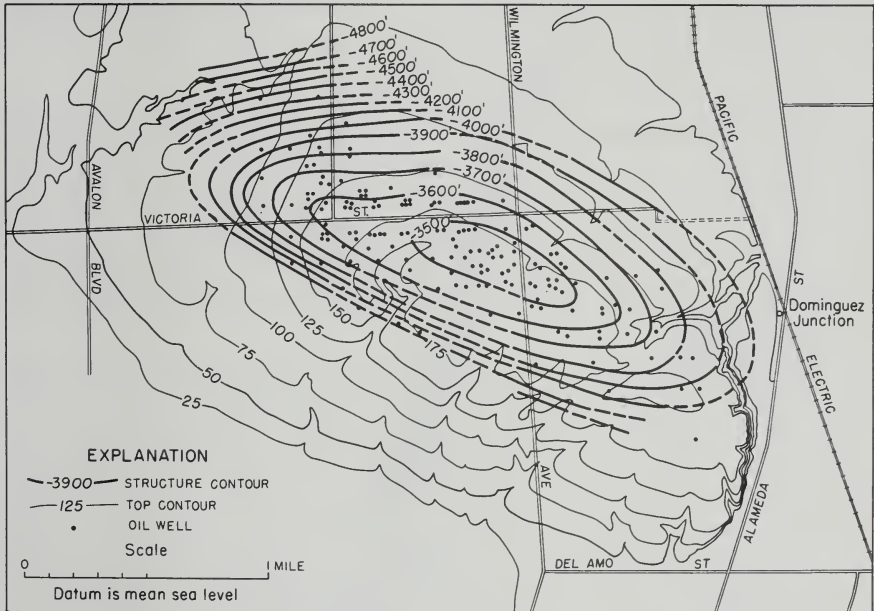 -4800'
-4700'
-4600'
-4500'
-4400'
-4300'
-4200'
-4100'
-4000'
-3900'
-3800'
-3700'
-3600'
-3500'
WILMINGTON
AVE
PACIFIC
ELECTRIC
AVALON
BLVD
VICTORIA ST.
ALAMEDA ST
Dominguez
Junction
175
150
125
100
75
50
25
DEL AMO ST
EXPLANATION
-3900 STRUCTURE CONTOUR
125 TOP CONTOUR
OIL WELL
Scale
0 1 MILE
Datum is mean sea level